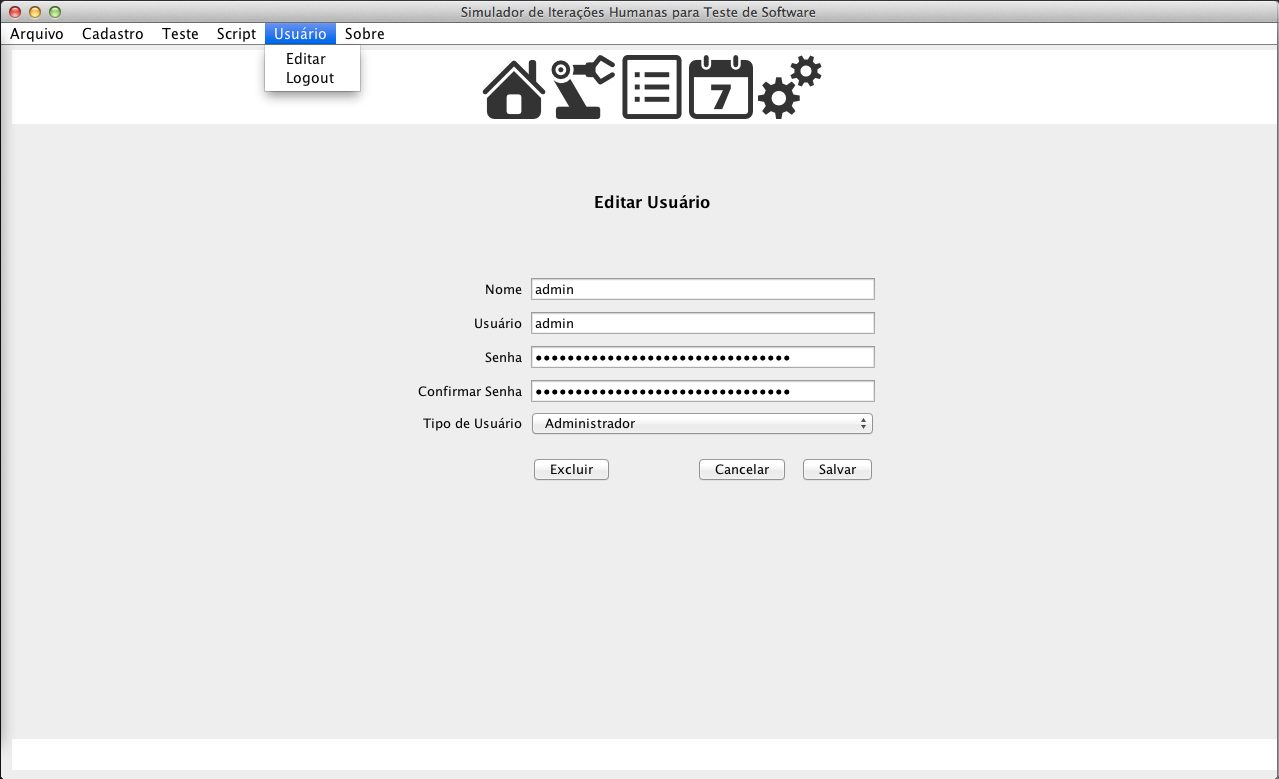 Simulador de Iterações Humanas para Teste de Software
Arquivo Cadastro Teste Script Usuário Sobre
Editar
Logout
7
Editar Usuário
Nome admin
Usuário admin
Senha ••••••••••••••••••••••••••••••••
Confirmar Senha ••••••••••••••••••••••••••••••••
Tipo de Usuário Administrador
Excluir Cancelar Salvar